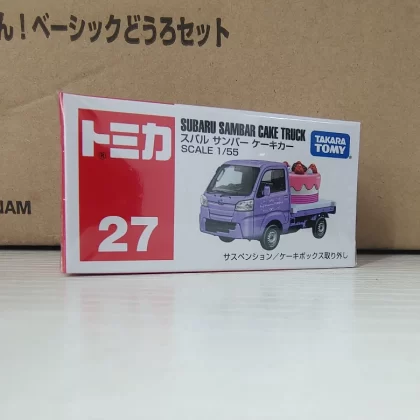 ん！ベーシックどうろセット
トミカ
27
SUBARU SAMBAR CAKE TRUCK
スバル サンバー ケーキカー
SCALE 1/55
TAKARA
TOMY
サスペンション／ケーキボックス取り外し